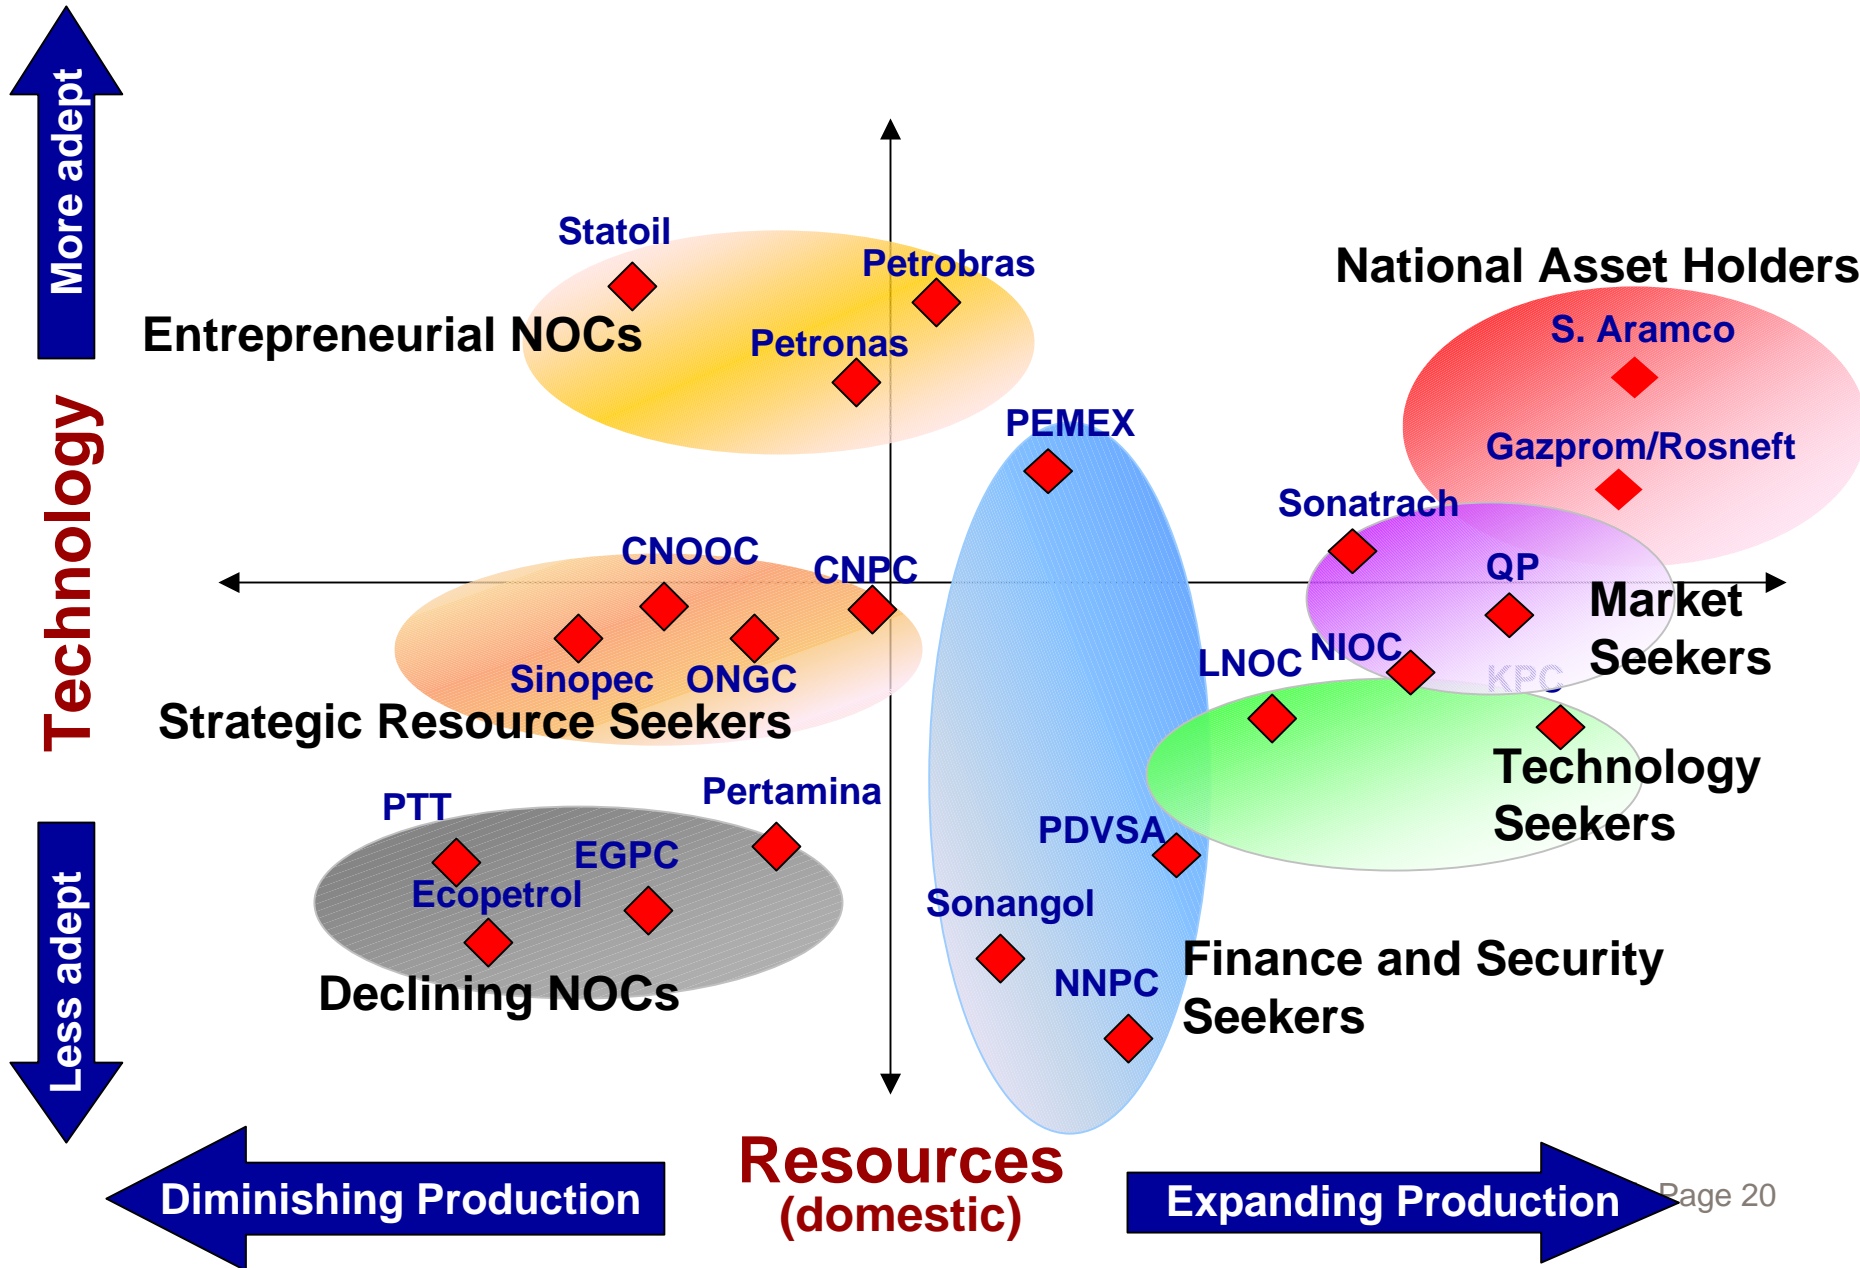 More adept
Statoil
Petrobras
National Asset Holders
Entrepreneurial NOCs
S. Aramco
Petronas
PEMEX
Gazprom/Rosneft
Technology
Sonatrach
CNOOC
CNPC
QP
Market
Seekers
LNOC
NIOC
KPC
Sinopec
ONGC
Strategic Resource Seekers
Technology
Seekers
PTT
Pertamina
PDVSA
EGPC
Ecopetrol
Sonangol
Less adept
Finance and Security
Seekers
NNPC
Declining NOCs
Resources
(domestic)
Diminishing Production
Expanding Production
Page 20